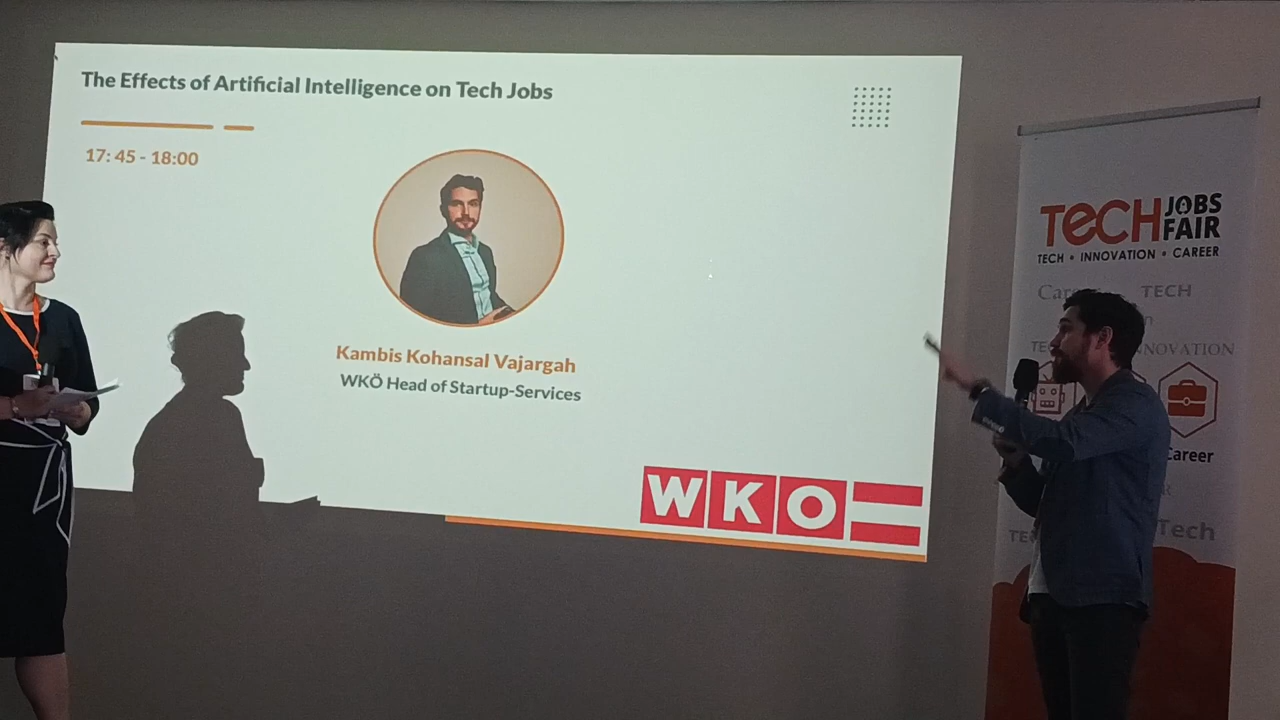 The Effects of Artificial Intelligence on Tech Jobs
17:45 - 18:00
Kambis Kohansal Vajargah
WKÖ Head of Startup-Services
WKO
TECH JOBS FAIR
TECH • INNOVATION • CAREER
TECH
Career
Tech